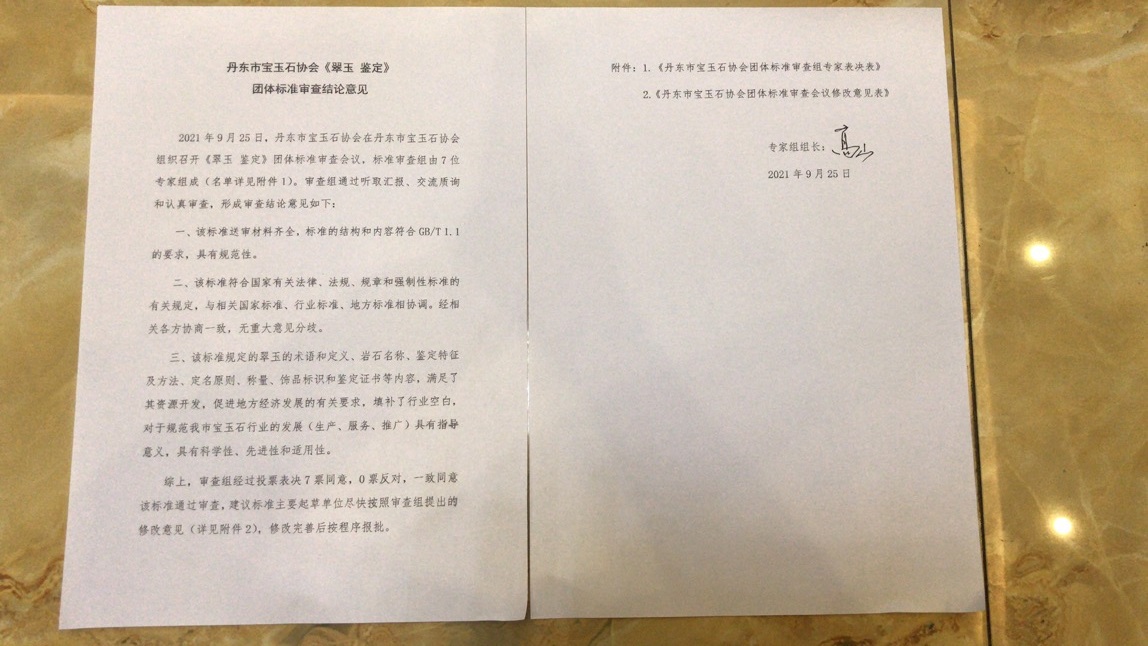 丹东市宝玉石协会《翠玉 鉴定》
团体标准审查结论意见
2021 年 9 月 25 日，丹东市宝玉石协会在丹东市宝玉石协会
组织召开《翠玉 鉴定》团体标准审查会议，标准审查组由 7 位
专家组成（名单详见附件 1）。审查组通过听取汇报、交流质询
和认真审查，形成审查结论意见如下：
一、该标准送审材料齐全，标准的结构和内容符合 GB/T 1.1
的要求，具有规范性。
二、该标准符合国家有关法律、法规、规章和强制性标准的
有关规定，与相关国家标准、行业标准、地方标准相协调。经相
关各方协商一致，无重大意见分歧。
三、该标准规定的翠玉的术语和定义、岩石名称、鉴定特征
及方法、定名原则、称量、饰品标识和鉴定证书等内容，满足了
其资源开发，促进地方经济发展的有关要求，填补了行业空白，
对于规范我市宝玉石行业的发展（生产、服务、推广）具有指导
意义，具有科学性、先进性和适用性。
综上，审查组经过投票表决 7 票同意，0 票反对，一致同意
该标准通过审查，建议标准主要起草单位尽快按照审查组提出的
修改意见（详见附件 2），修改完善后按程序报批。
附件：1.《丹东市宝玉石协会团体标准审查组专家表决表》
2.《丹东市宝玉石协会团体标准审查会议修改意见表》
专家组组长：高山
2021 年 9 月 25 日